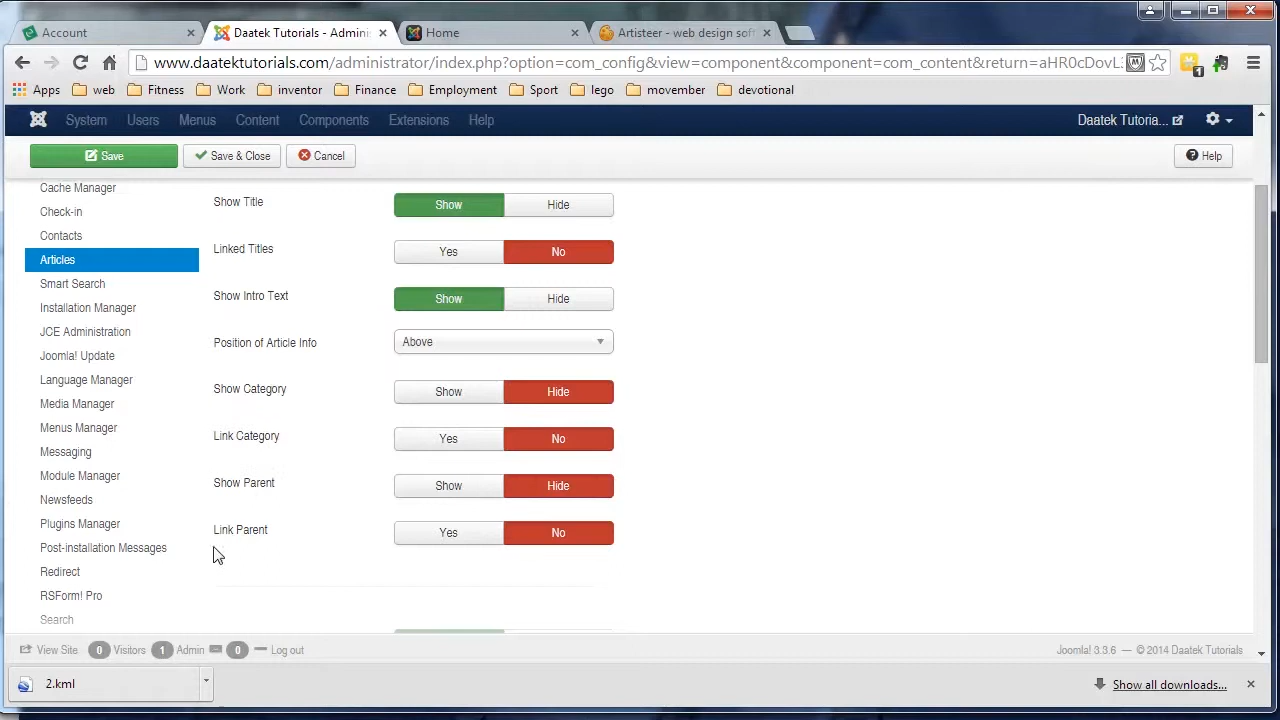 Account
Daatek Tutorials - Adminis
Home
Artisteer - web design soft
www.daatektutorials.com/administrator/index.php?option=com_config&view=component&component=com_content&return=aHR0cDovL
1
Apps web Fitness Work inventor Finance Employment Sport lego movember devotional
System Users Menus Content Components Extensions Help
Daatek Tutoria...
Save Save & Close Cancel Help
Cache Manager
Check-in
Contacts
Articles
Smart Search
Installation Manager
JCE Administration
Joomla! Update
Language Manager
Media Manager
Menus Manager
Messaging
Module Manager
Newsfeeds
Plugins Manager
Post-installation Messages
Redirect
RSForm! Pro
Search
Show Title Show Hide
Linked Titles Yes No
Show Intro Text Show Hide
Position of Article Info Above
Show Category Show Hide
Link Category Yes No
Show Parent Show Hide
Link Parent Yes No
View Site 0 Visitors 1 Admin 0 Log out
Joomla! 3.3.6 — © 2014 Daatek Tutorials
2.kml
Show all downloads...